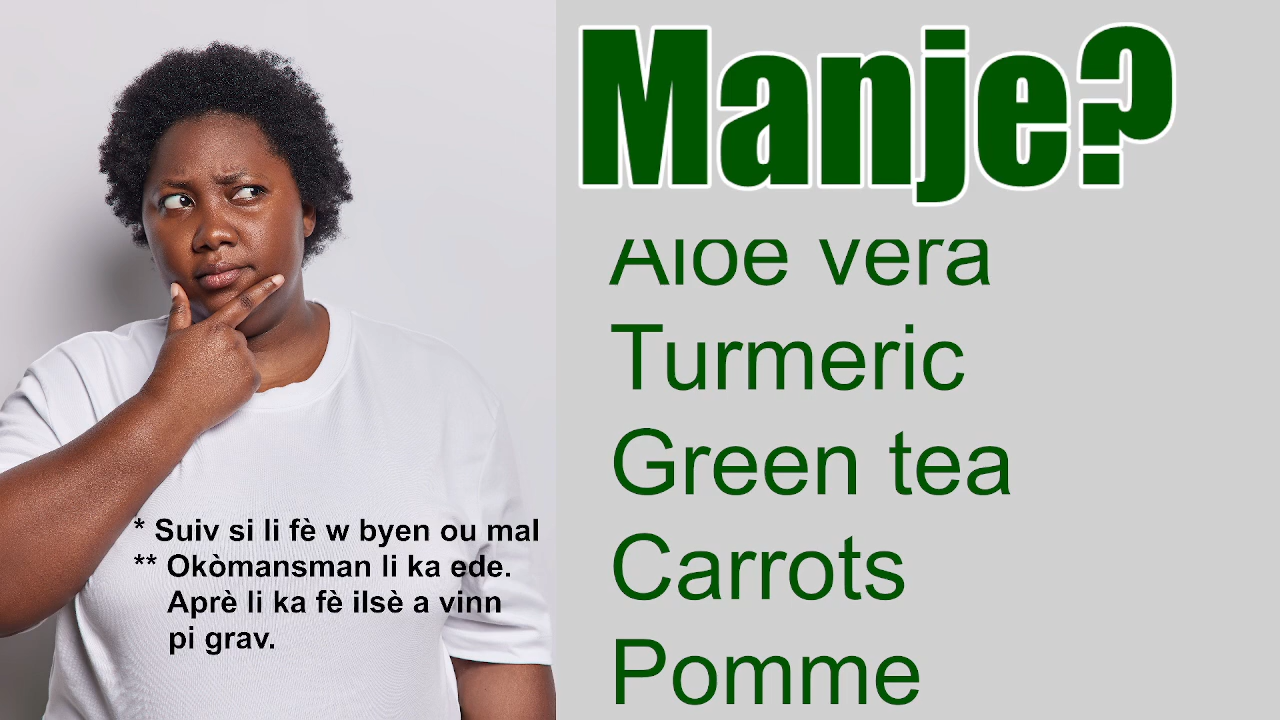 Manje?
Aloe vera
Turmeric
Green tea
Carrots
Pomme
* Suiv si li fè w byen ou mal
** Okòmansman li ka ede.
Aprè li ka fè ilsè a vinn
pi grav.